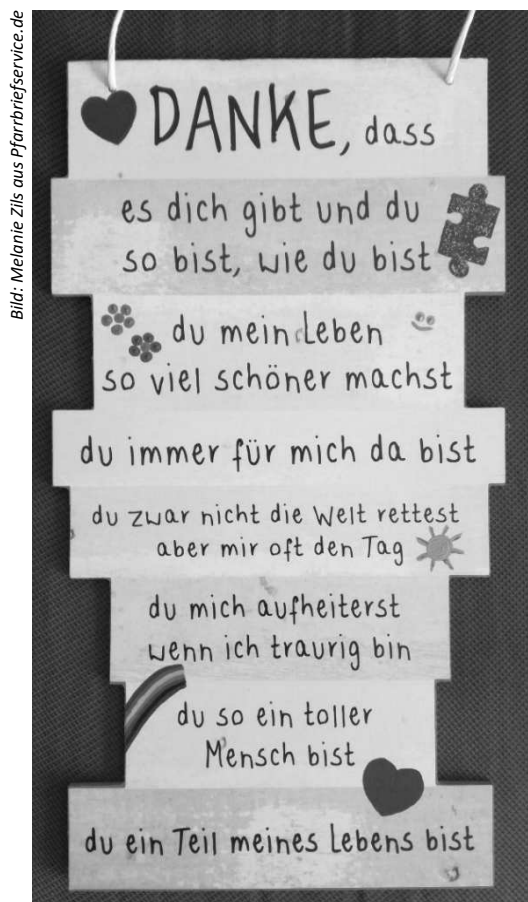 Bild: Melanie Zils aus Pfarrbriefservice.de
DANKE, dass
es dich gibt und du
so bist, wie du bist
du mein Leben
so viel schöner machst
du immer für mich da bist
du zwar nicht die Welt rettest
aber mir oft den Tag
du mich aufheiterst
wenn ich traurig bin
du so ein toller
Mensch bist
du ein Teil meines Lebens bist